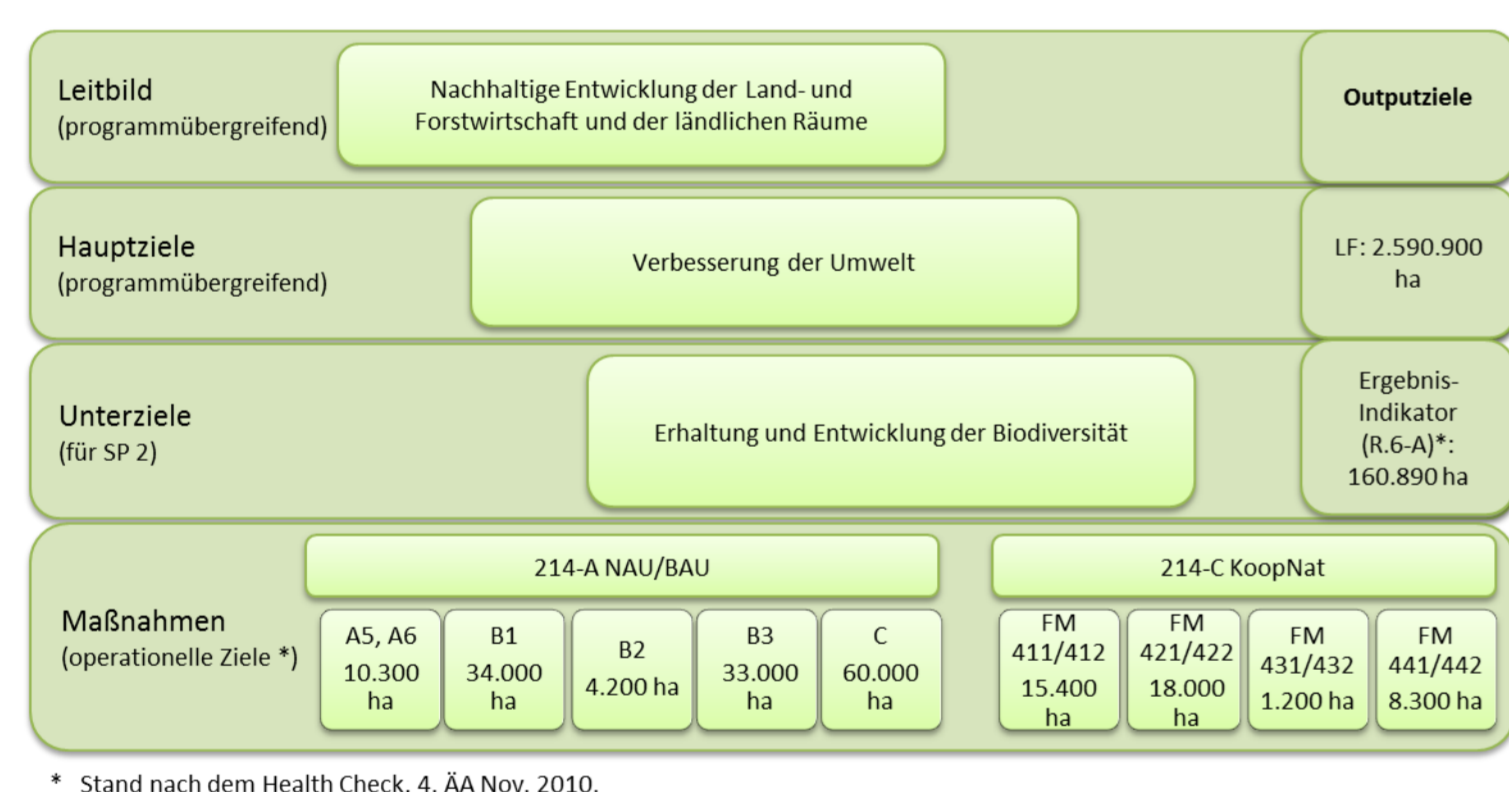 Leitbild
(programmübergreifend)
Nachhaltige Entwicklung der Land- und
Forstwirtschaft und der ländlichen Räume
Outputziele
Hauptziele
(programmübergreifend)
Verbesserung der Umwelt
LF: 2.590.900
ha
Unterziele
(für SP 2)
Erhaltung und Entwicklung der Biodiversität
Ergebnis-
Indikator
(R.6-A)*:
160.890 ha
Maßnahmen
(operationelle Ziele *)
214-A NAU/BAU
A5, A6
10.300
ha
B1
34.000
ha
B2
4.200 ha
B3
33.000
ha
C
60.000
ha
214-C KoopNat
FM
411/412
15.400
ha
FM
421/422
18.000
ha
FM
431/432
1.200 ha
FM
441/442
8.300 ha
* Stand nach dem Health Check, 4. ÄA Nov. 2010.